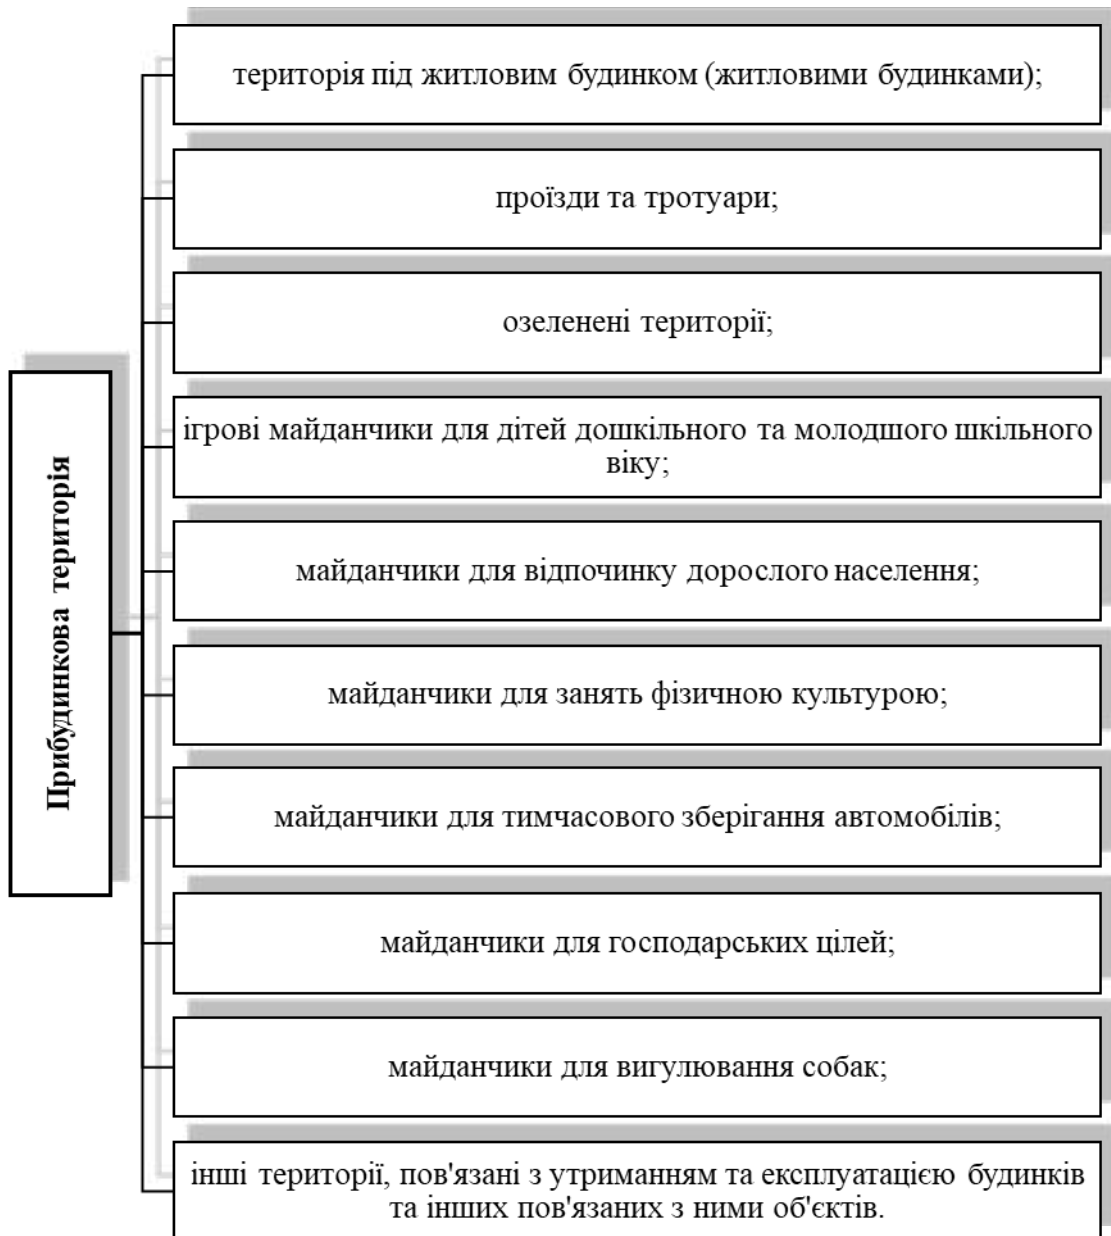 Прибудинкова територія
територія під житловим будинком (житловими будинками);
проїзди та тротуари;
озеленені території;
ігрові майданчики для дітей дошкільного та молодшого шкільного
віку;
майданчики для відпочинку дорослого населення;
майданчики для занять фізичною культурою;
майданчики для тимчасового зберігання автомобілів;
майданчики для господарських цілей;
майданчики для вигулювання собак;
інші території, пов'язані з утриманням та експлуатацією будинків
та інших пов'язаних з ними об'єктів.